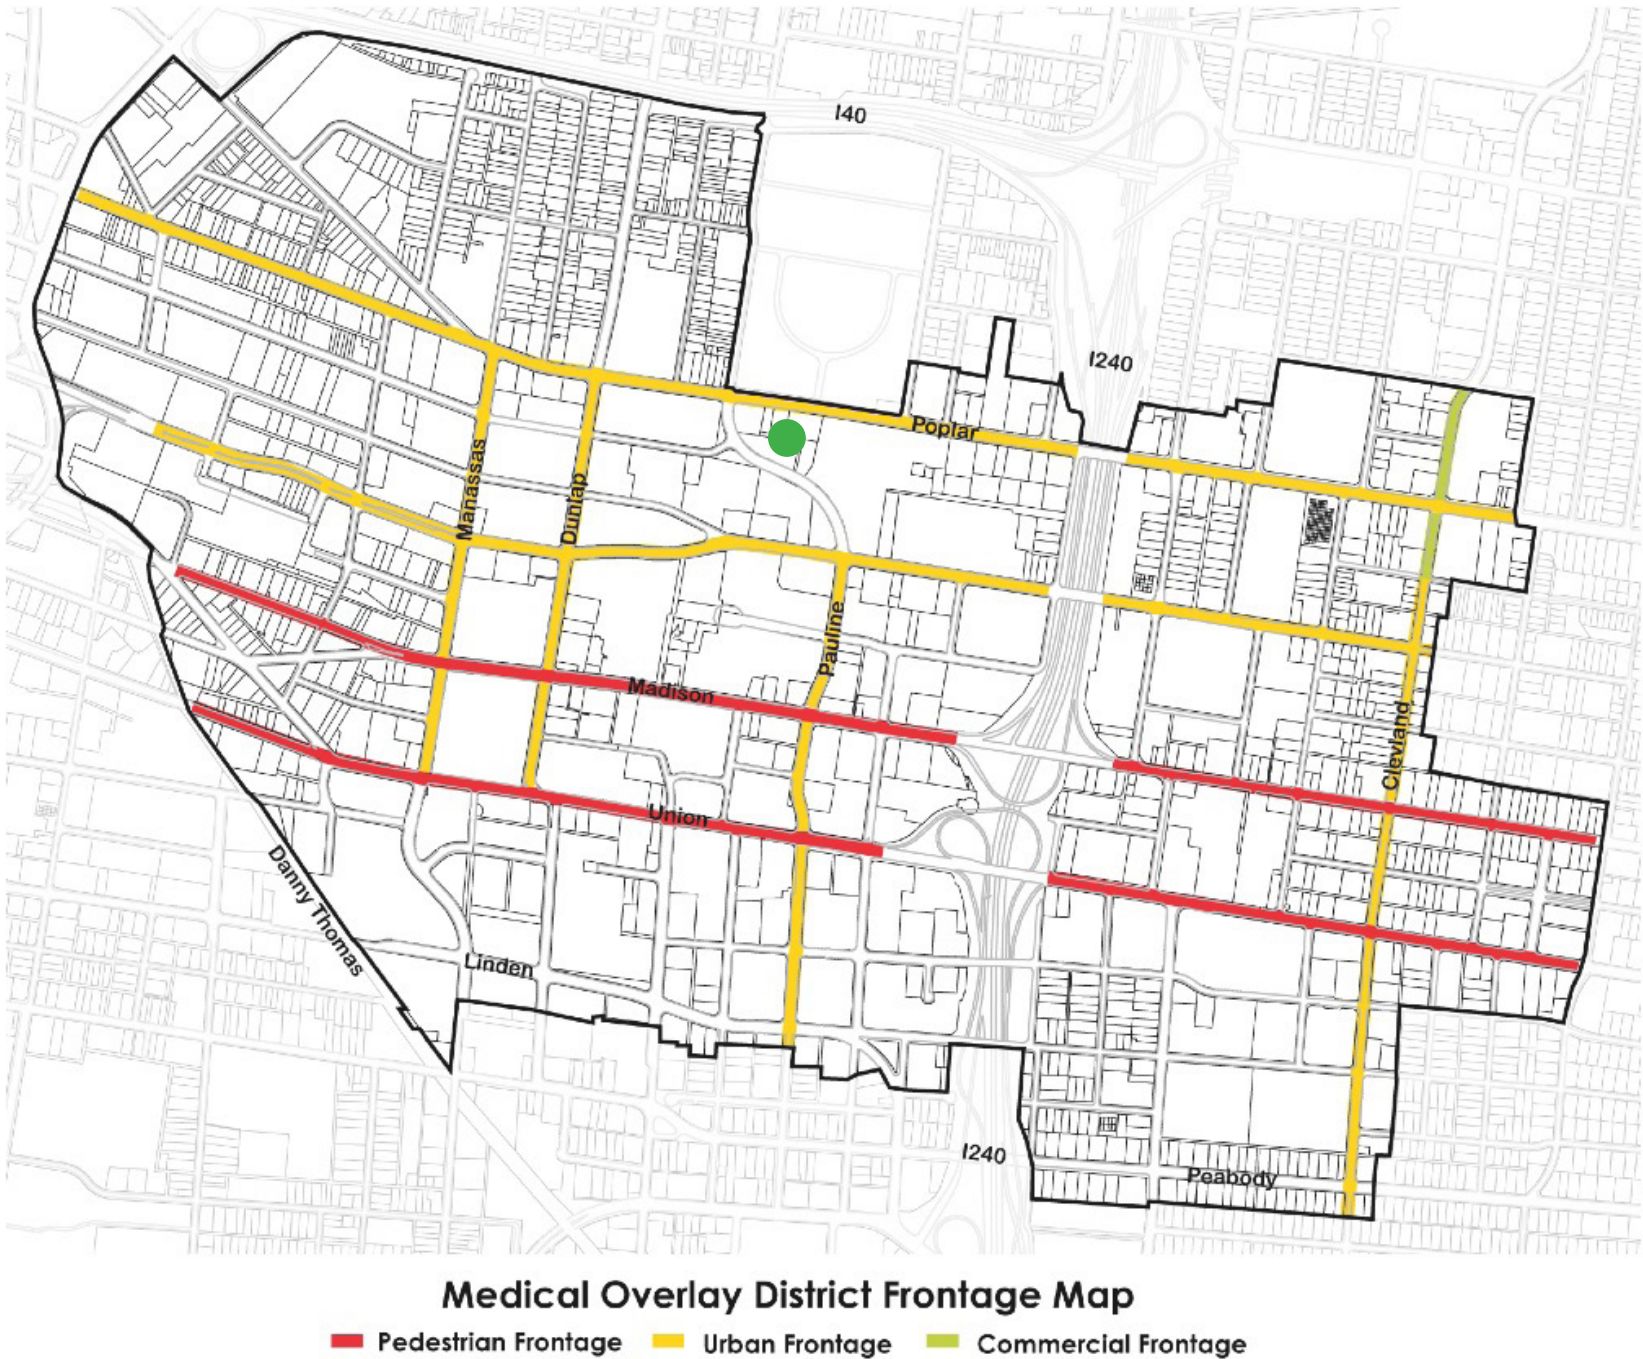 I40
I240
Poplar
Manassas
Dunlap
Pauline
Madison
Clevland
Union
Danny Thomas
Linden
I240
Peabody
Medical Overlay District Frontage Map
Pedestrian Frontage Urban Frontage Commercial Frontage